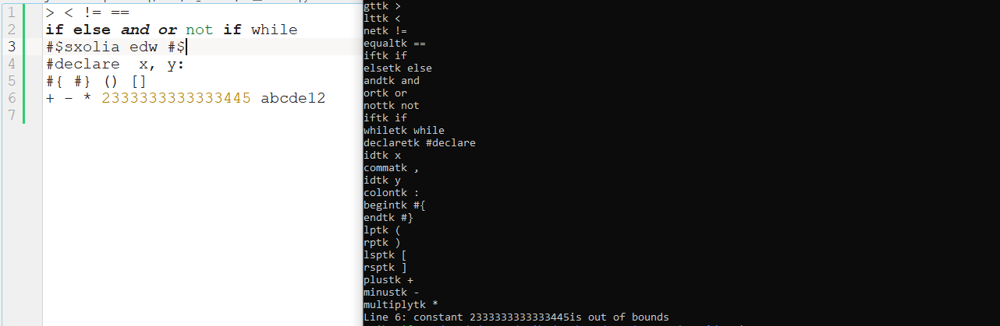 1 > < != ==
2 if else and or not if while
3 #$sxolia edw #$
4 #declare  x, y:
5 #{ #} () []
6 + - * 2333333333333445 abcde12
7
gttk >
lttk <
netk !=
equaltk ==
iftk if
elsetk else
andtk and
ortk or
nottk not
iftk if
whiletk while
declaretk #declare
idtk x
commatk ,
idtk y
colontk :
begintk #{
endtk #}
lptk (
rptk )
lsptk [
rsptk ]
plustk +
minustk -
multiplytk *
Line 6: constant 2333333333333445is out of bounds